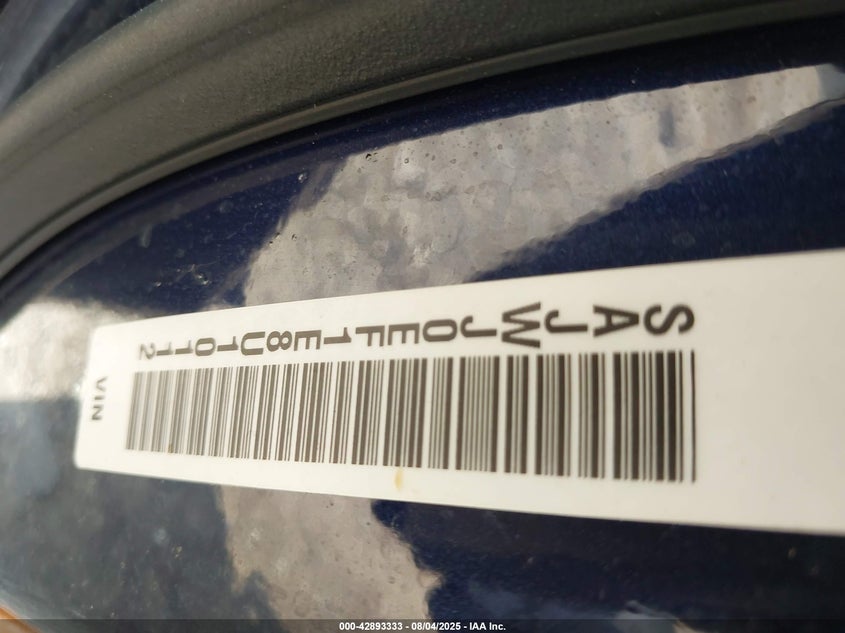 SAJWJ0EF1E8U10112
VIN
000-42893333 - 08/04/2025 - IAA Inc.